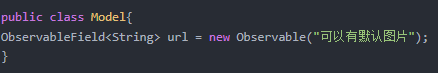 public class Model{
ObservableField<String> url = new Observable("可以有默认图片");
}